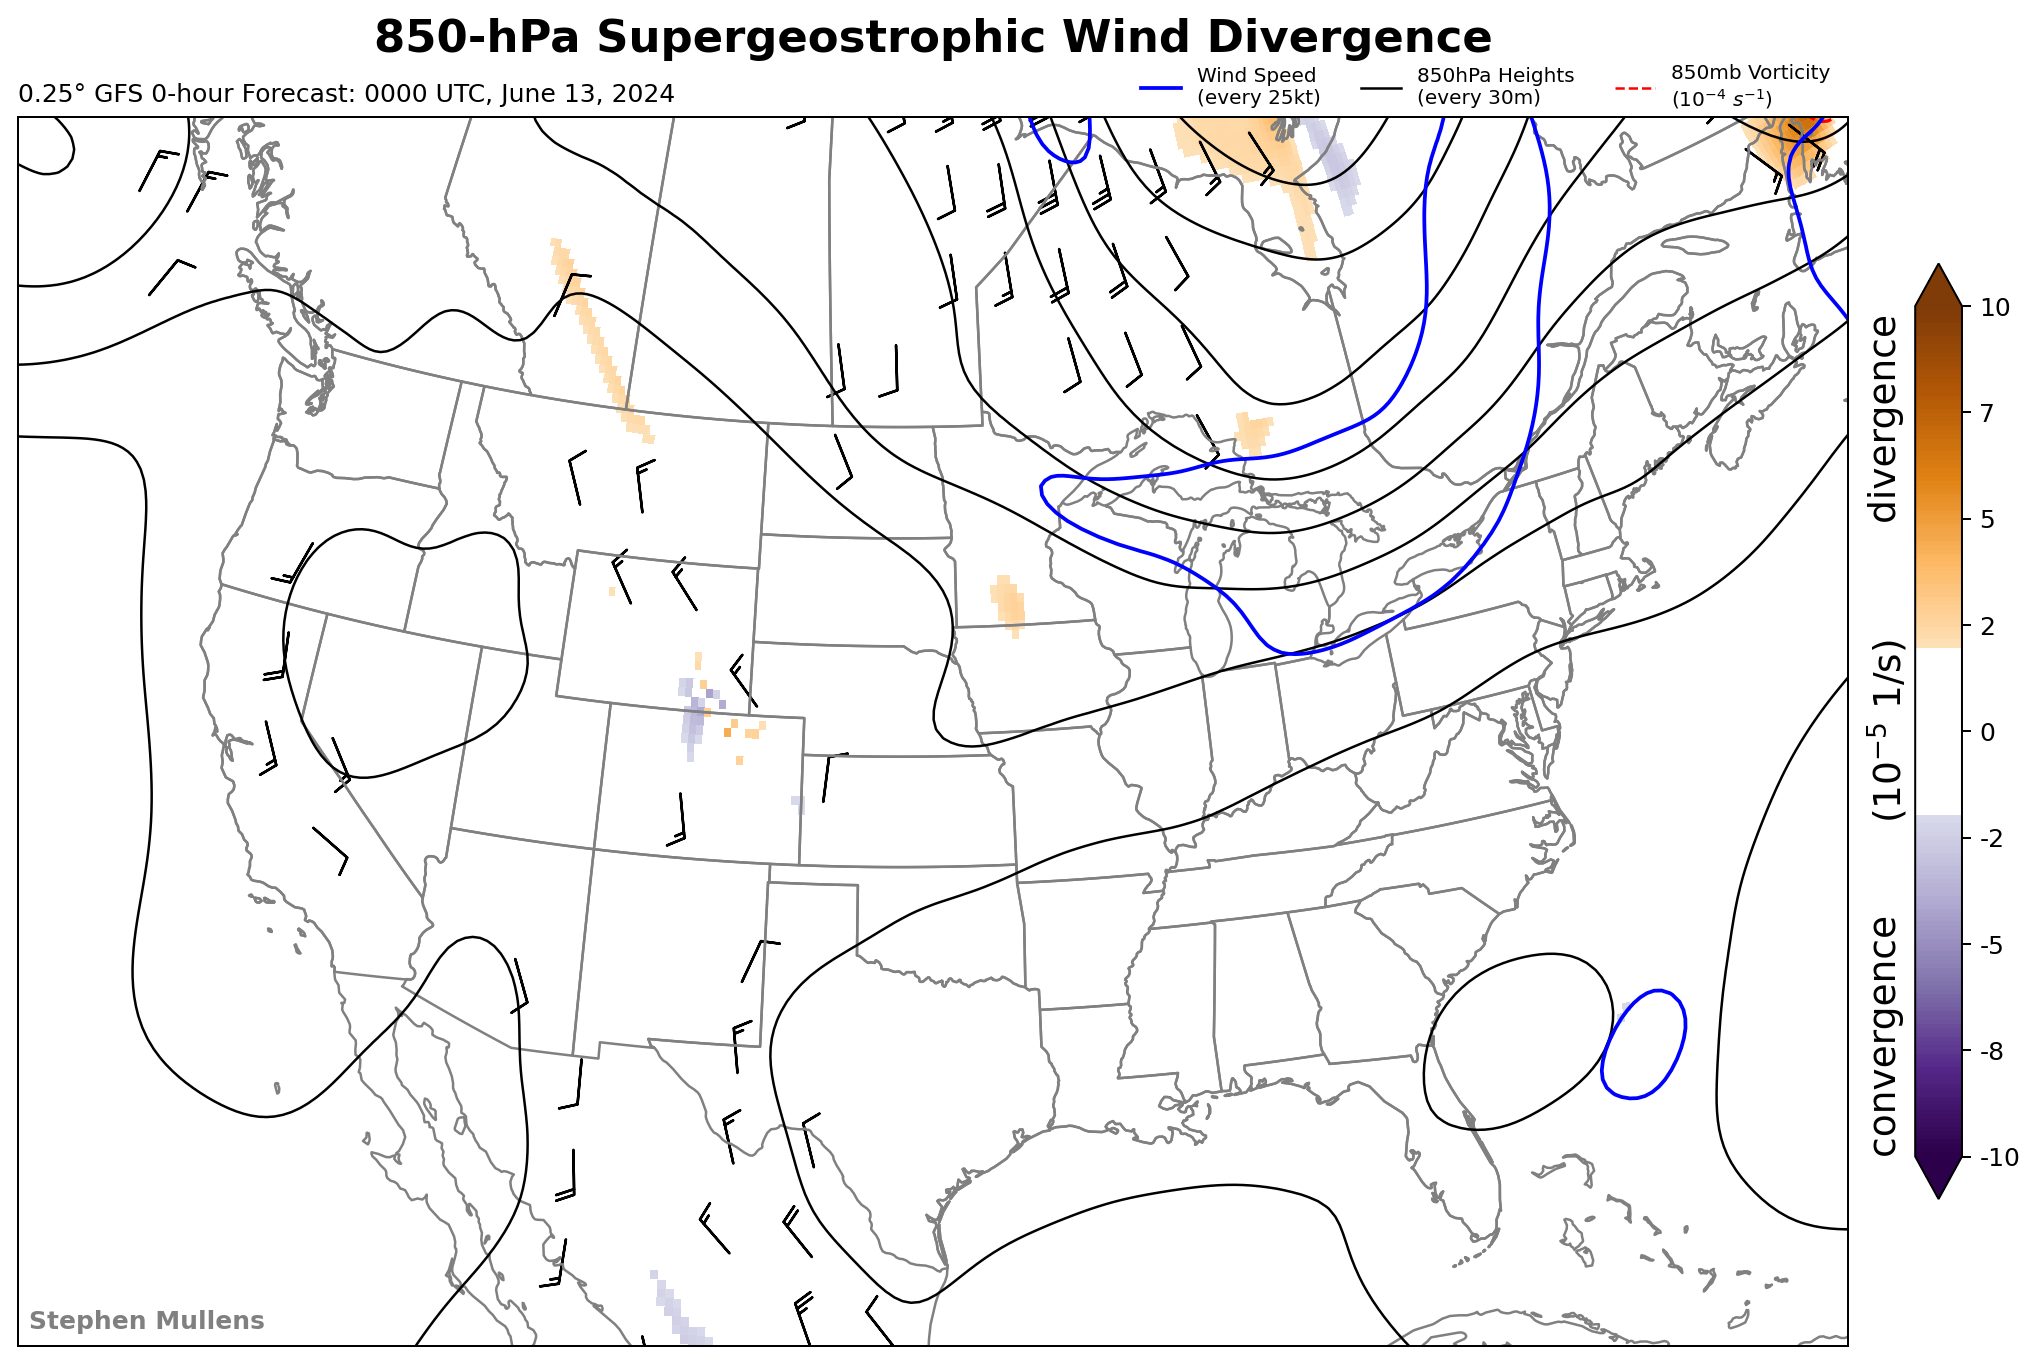 850-hPa Supergeostrophic Wind Divergence
0.25° GFS 0-hour Forecast: 0000 UTC, June 13, 2024
Wind Speed
(every 25kt)
850hPa Heights
(every 30m)
850mb Vorticity
(10⁻⁴ s⁻¹)
10
7
5
2
0
-2
-5
-8
-10
convergence (10⁻⁵ 1/s) divergence
Stephen Mullens